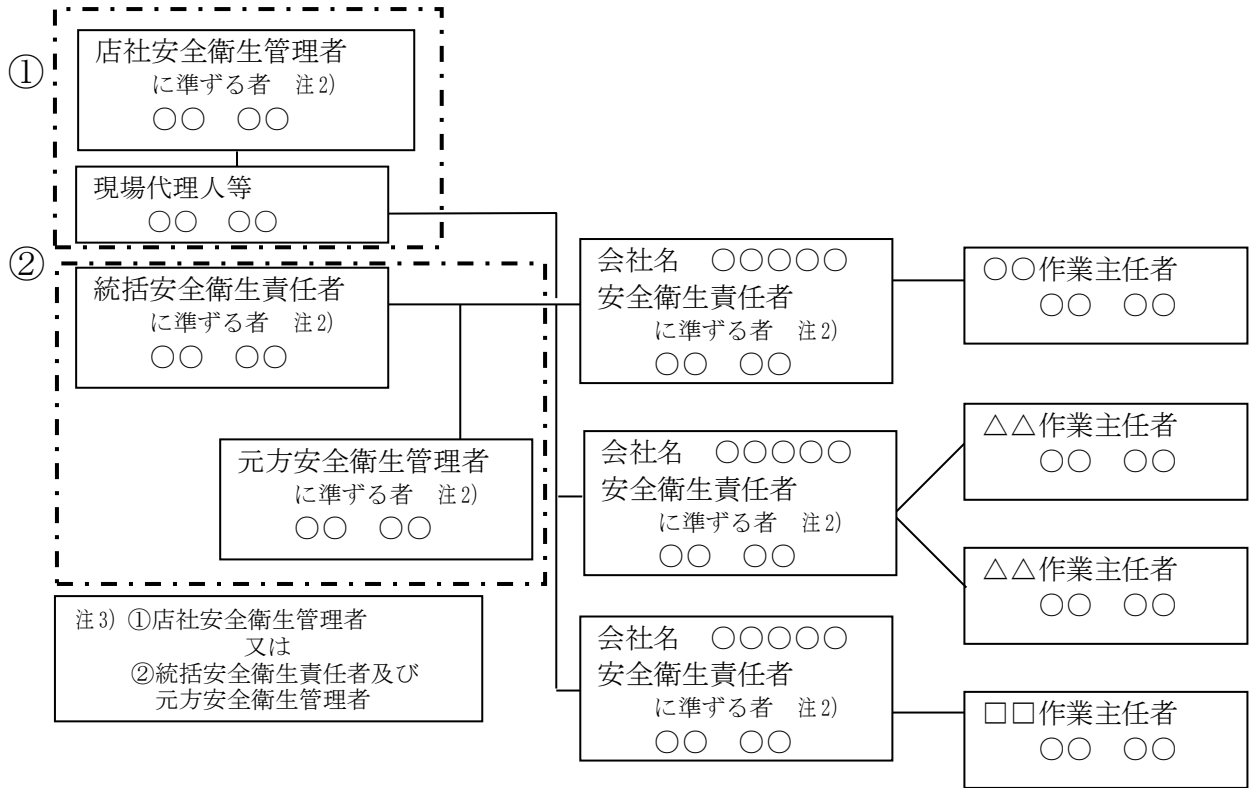 ①
店社安全衛生管理者
に準ずる者 注2)
○○ ○○
現場代理人等
○○ ○○
②
統括安全衛生責任者
に準ずる者 注2)
○○ ○○
元方安全衛生管理者
に準ずる者 注2)
○○ ○○
注3) ①店社安全衛生管理者
又は
②統括安全衛生責任者及び
元方安全衛生管理者
会社名 ○○○○○
安全衛生責任者
に準ずる者 注2)
○○ ○○
会社名 ○○○○○
安全衛生責任者
に準ずる者 注2)
○○ ○○
会社名 ○○○○○
安全衛生責任者
に準ずる者 注2)
○○ ○○
○○作業主任者
○○ ○○
△△作業主任者
○○ ○○
△△作業主任者
○○ ○○
□□作業主任者
○○ ○○